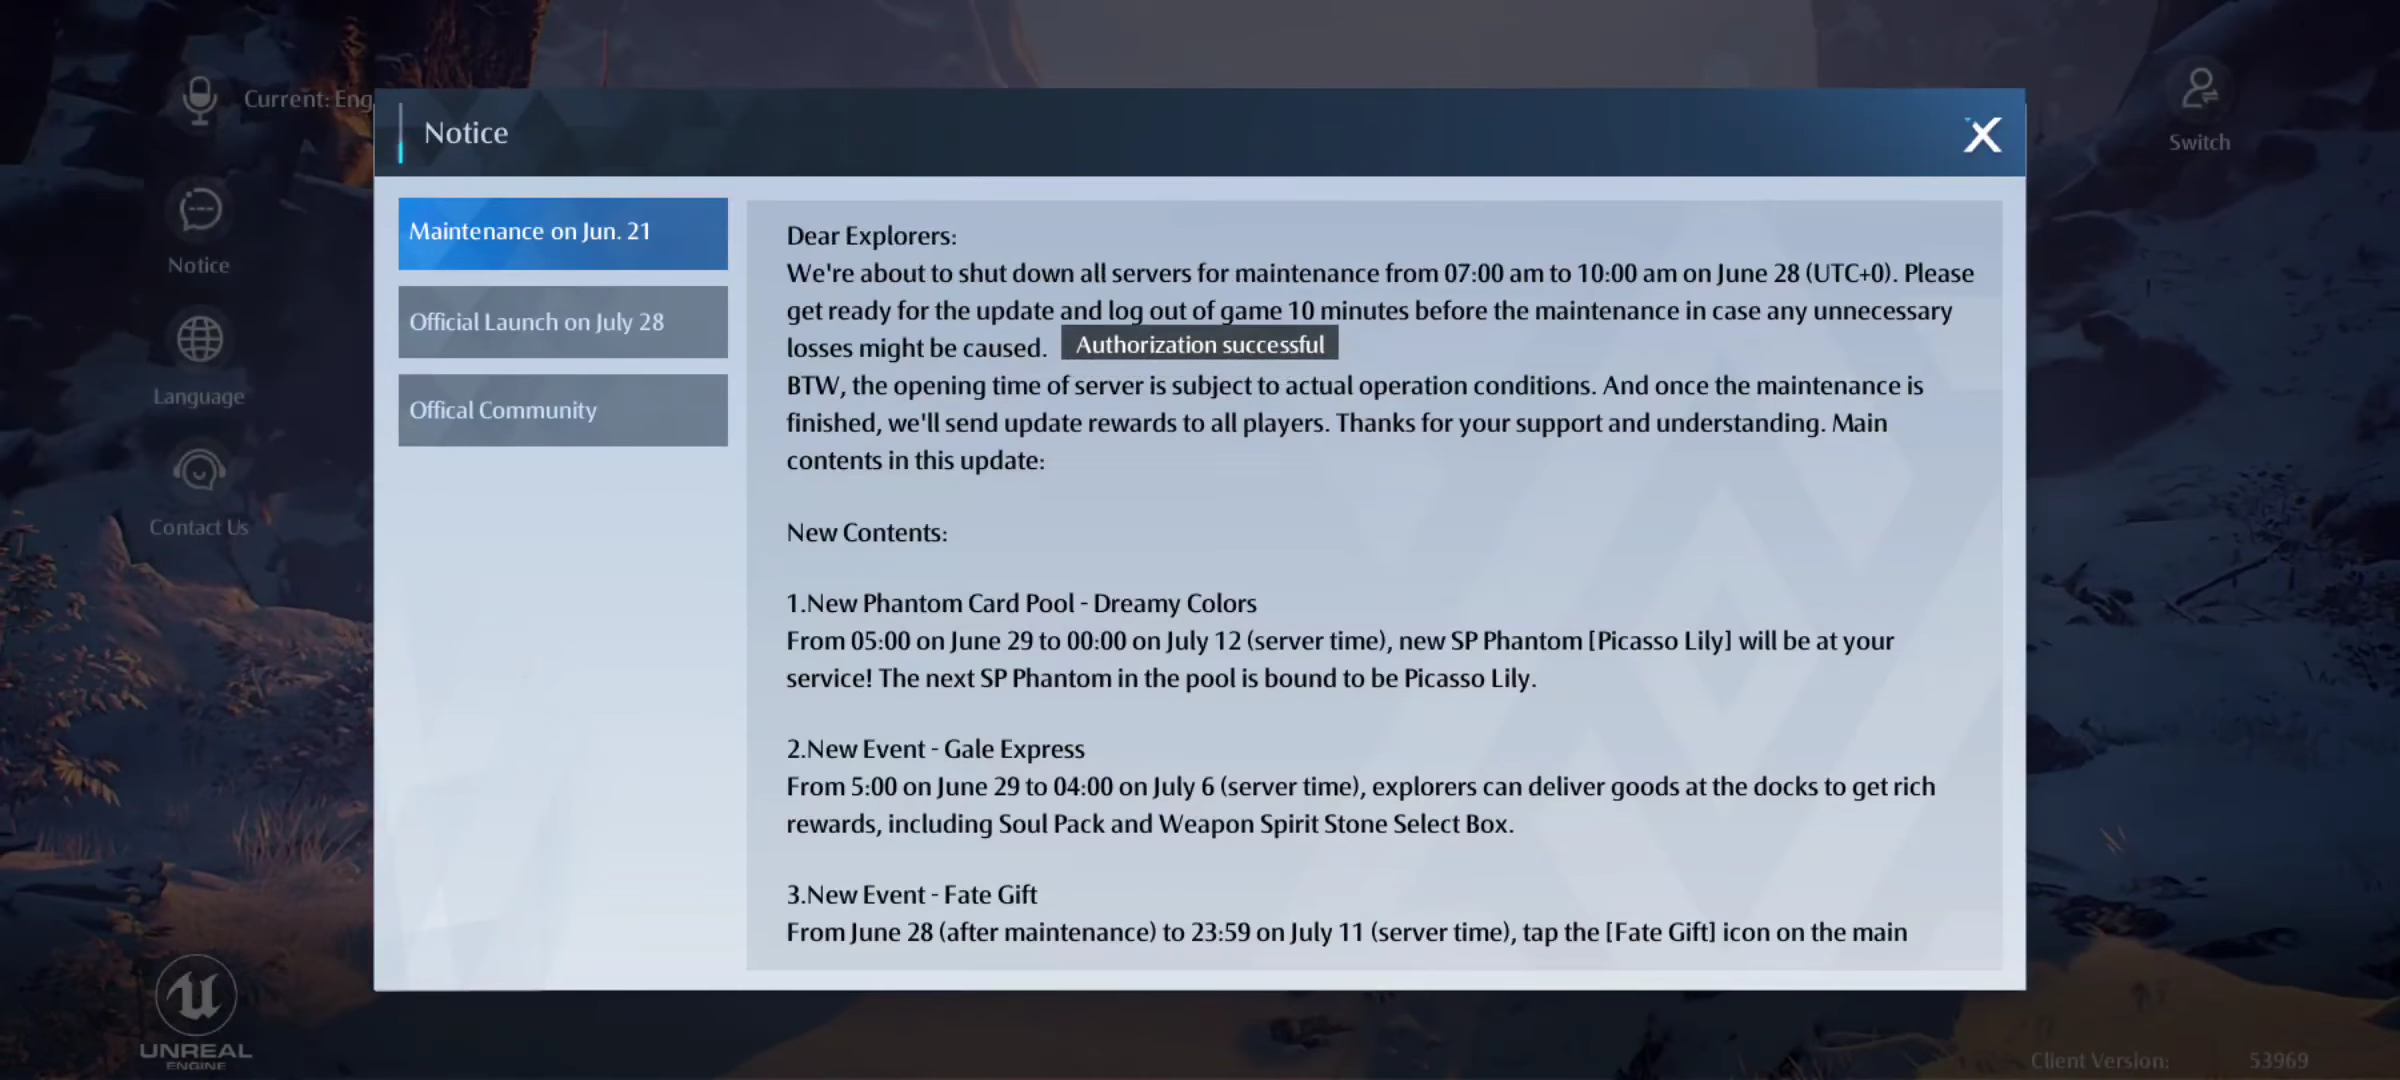 Current: Eng
Notice
Language
Contact Us
Switch
Notice
X
Maintenance on Jun. 21
Official Launch on July 28
Offical Community
Dear Explorers:
We're about to shut down all servers for maintenance from 07:00 am to 10:00 am on June 28 (UTC+0). Please
get ready for the update and log out of game 10 minutes before the maintenance in case any unnecessary
losses might be caused.
Authorization successful
BTW, the opening time of server is subject to actual operation conditions. And once the maintenance is
finished, we'll send update rewards to all players. Thanks for your support and understanding. Main
contents in this update:
New Contents:
1.New Phantom Card Pool - Dreamy Colors
From 05:00 on June 29 to 00:00 on July 12 (server time), new SP Phantom [Picasso Lily] will be at your
service! The next SP Phantom in the pool is bound to be Picasso Lily.
2.New Event - Gale Express
From 5:00 on June 29 to 04:00 on July 6 (server time), explorers can deliver goods at the docks to get rich
rewards, including Soul Pack and Weapon Spirit Stone Select Box.
3.New Event - Fate Gift
From June 28 (after maintenance) to 23:59 on July 11 (server time), tap the [Fate Gift] icon on the main
UNREAL
ENGINE
Client Version: 53969